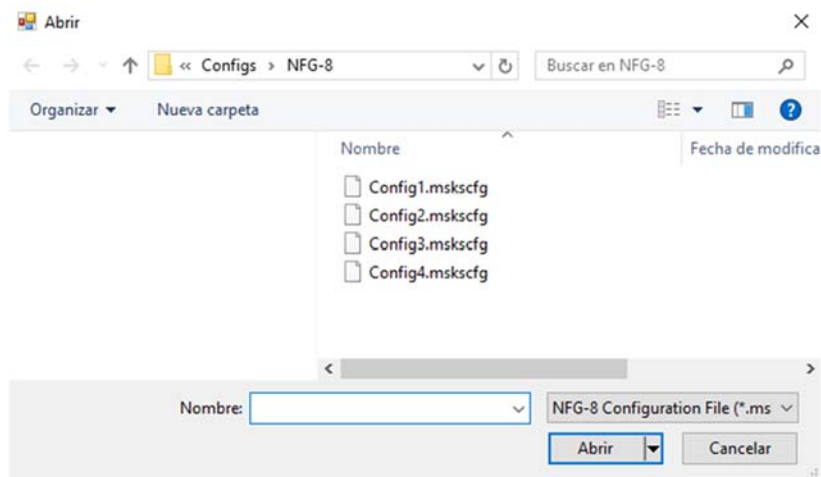 Abrir
« Configs › NFG-8
Buscar en NFG-8
Organizar
Nueva carpeta
Nombre
Fecha de modifica
Config1.mskscfg
Config2.mskscfg
Config3.mskscfg
Config4.mskscfg
Nombre:
NFG-8 Configuration File (*.ms
Abrir
Cancelar